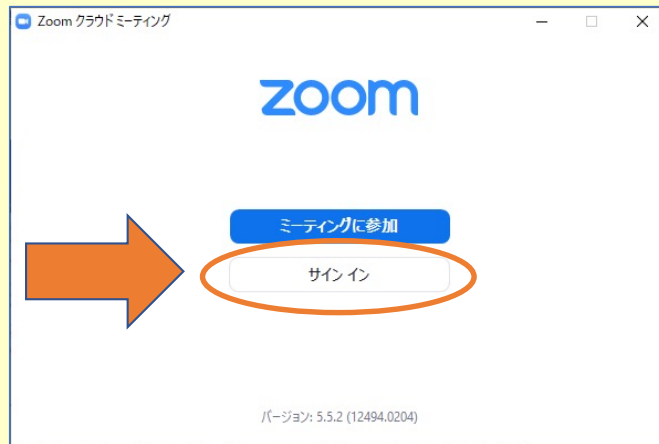 Zoom クラウド ミーティング
zoom
ミーティングに参加
サイン イン
バージョン: 5.5.2 (12494.0204)